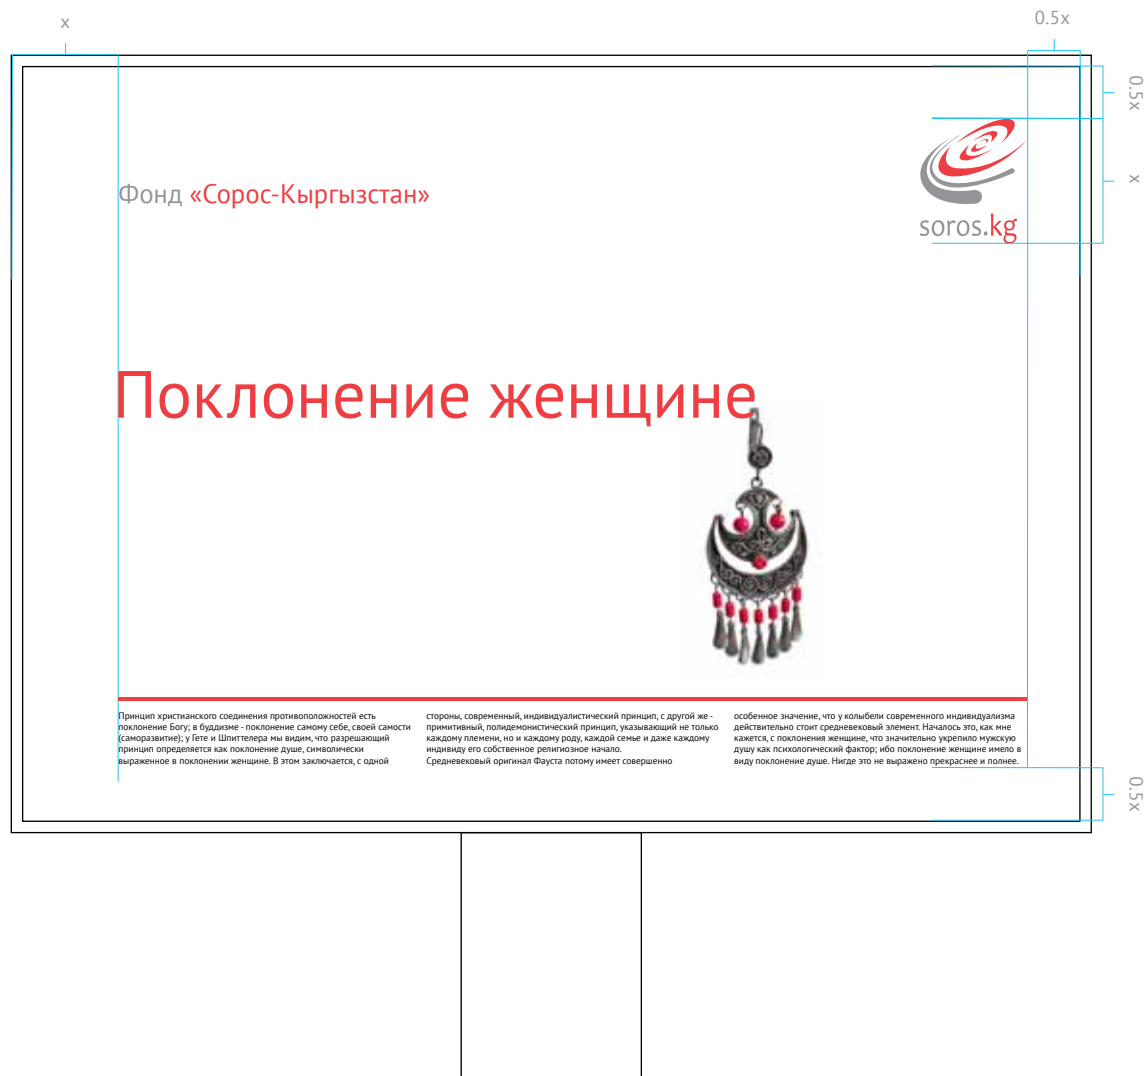 x
0.5x
0.5x
x
Фонд «Сорос-Кыргызстан»
soros.kg
Поклонение женщине
Принцип христианского соединения противоположностей есть
поклонение Богу; в буддизме - поклонение самому себе, своей самости
(саморазвитие); у Гете и Шпиттелера мы видим, что разрешающий
принцип определяется как поклонение душе, символически
выраженное в поклонении женщине. В этом заключается, с одной
стороны, современный, индивидуалистический принцип, с другой же -
примитивный, полидемонистический принцип, указывающий не только
каждому племени, но и каждому роду, каждой семье и даже каждому
индивиду его собственное религиозное начало.
Средневековый оригинал Фауста потому имеет совершенно
особенное значение, что у колыбели современного индивидуализма
действительно стоит средневековый элемент. Началось это, как мне
кажется, с поклонения женщине, что значительно укрепило мужскую
душу как психологический фактор; ибо поклонение женщине имело в
виду поклонение душе. Нигде это не выражено прекраснее и полнее.
0.5x